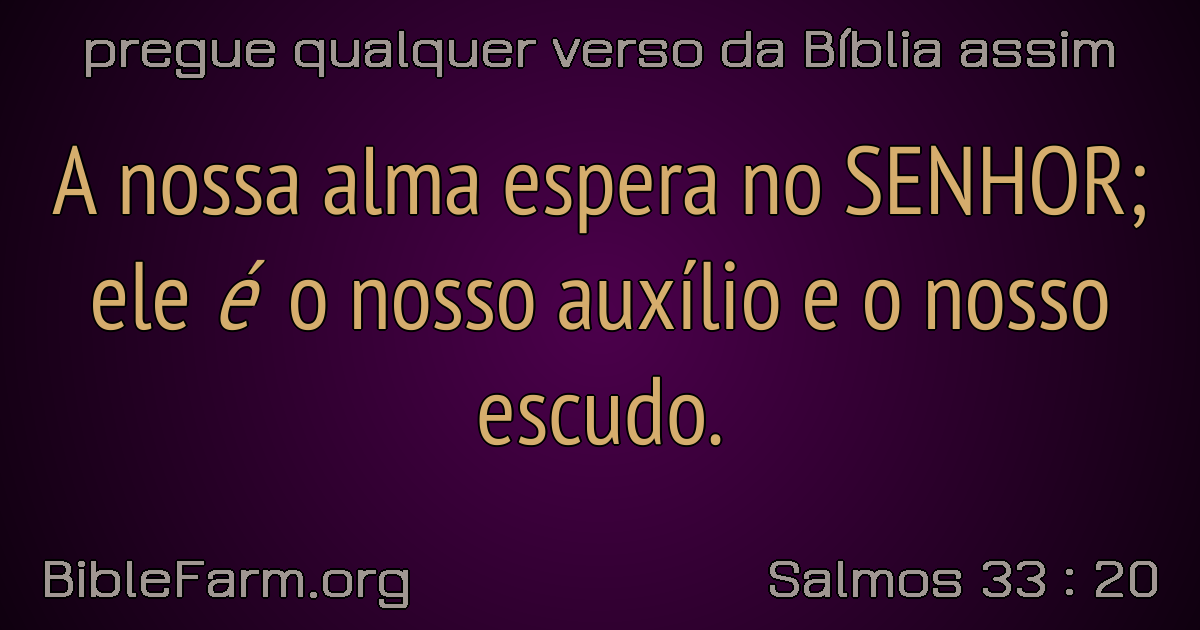 pregue qualquer verso da Bíblia assim
A nossa alma espera no SENHOR;
ele é o nosso auxílio e o nosso
escudo.
BibleFarm.org
Salmos 33 : 20